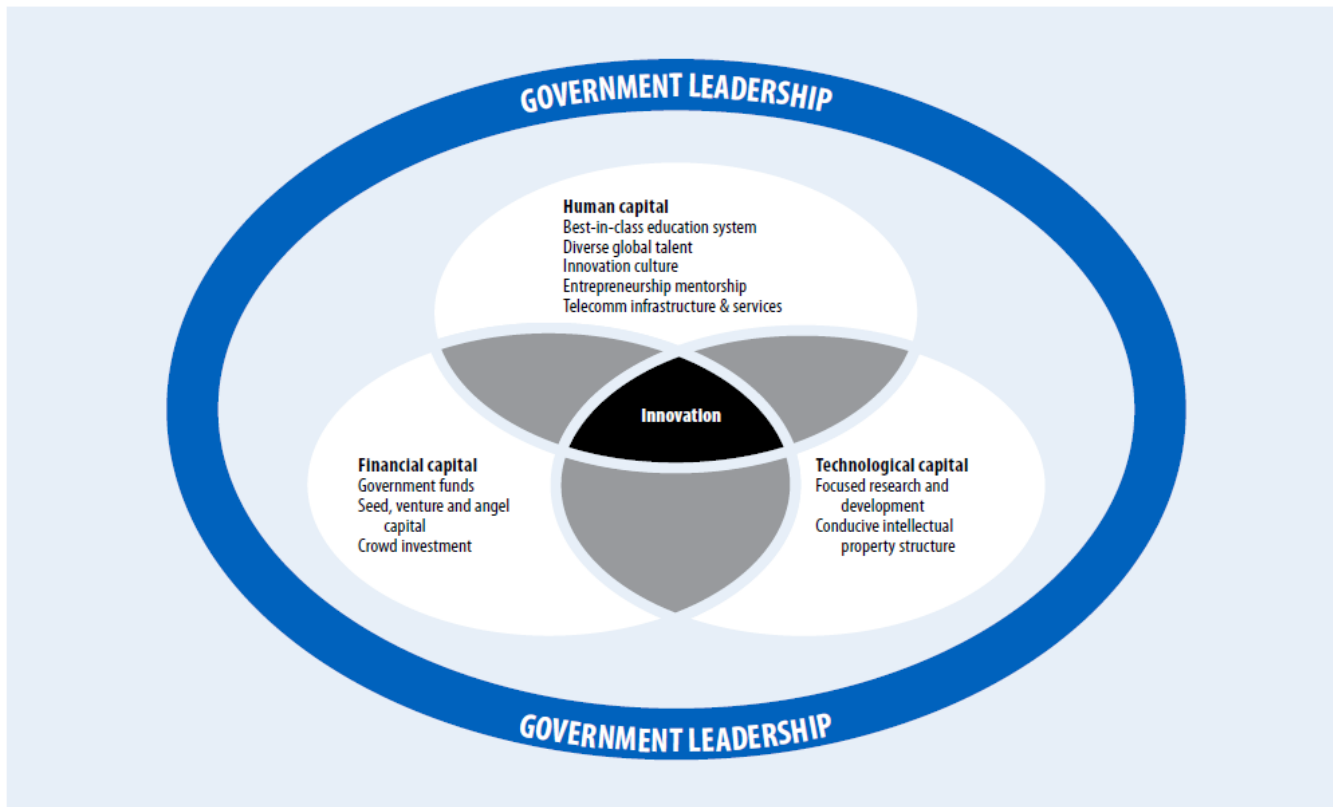 GOVERNMENT LEADERSHIP
Human capital
Best-in-class education system
Diverse global talent
Innovation culture
Entrepreneurship mentorship
Telecomm infrastructure & services
Innovation
Financial capital
Government funds
Seed, venture and angel
capital
Crowd investment
Technological capital
Focused research and
development
Conducive intellectual
property structure
GOVERNMENT LEADERSHIP